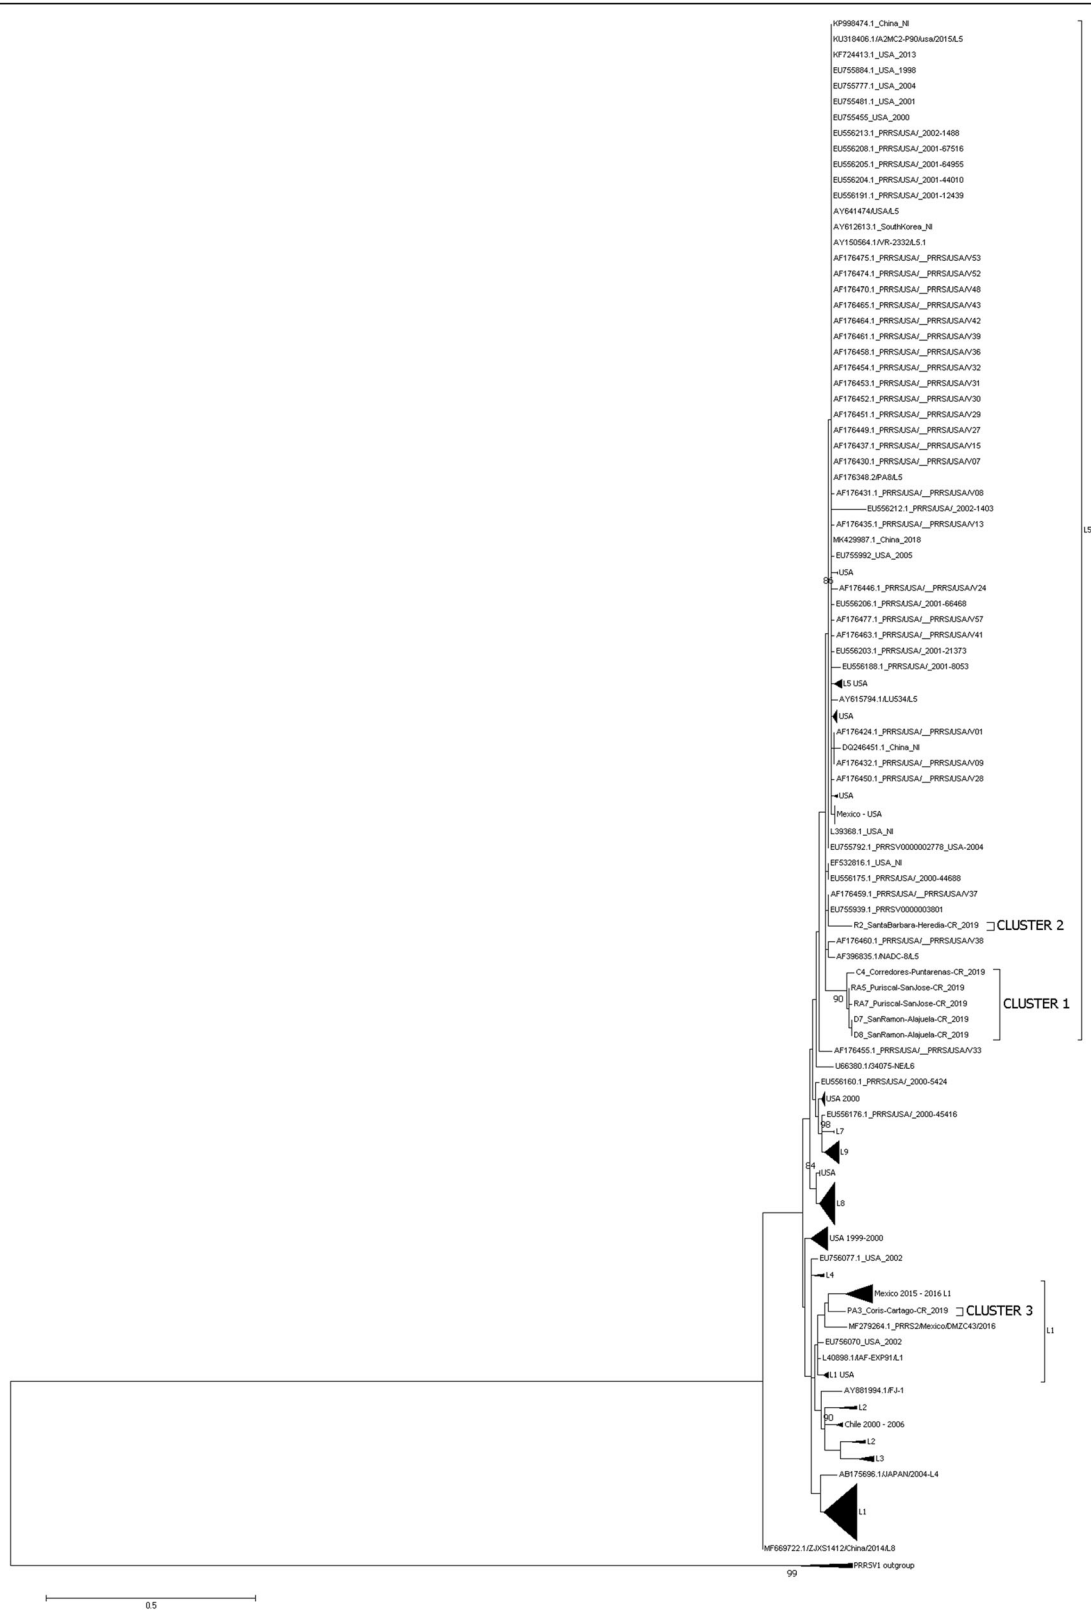 KP998474.1_China_NI
KU318406.1/A2MC2-P90/usa/2015/L5
KF724413.1_USA_2013
EU755884.1_USA_1998
EU755777.1_USA_2004
EU755481.1_USA_2001
EU755455_USA_2000
EU556213.1_PRRS/USA/_2002-1488
EU556208.1_PRRS/USA/_2001-67516
EU556205.1_PRRS/USA/_2001-64955
EU556204.1_PRRS/USA/_2001-44010
EU556191.1_PRRS/USA/_2001-12439
AY641474/USA/L5
AY612613.1_SouthKorea_NI
AY150564.1/VR-2332/L5.1
AF176475.1_PRRS/USA/__PRRS/USA/V53
AF176474.1_PRRS/USA/__PRRS/USA/V52
AF176470.1_PRRS/USA/__PRRS/USA/V48
AF176465.1_PRRS/USA/__PRRS/USA/V43
AF176464.1_PRRS/USA/__PRRS/USA/V42
AF176461.1_PRRS/USA/__PRRS/USA/V39
AF176458.1_PRRS/USA/__PRRS/USA/V36
AF176454.1_PRRS/USA/__PRRS/USA/V32
AF176453.1_PRRS/USA/__PRRS/USA/V31
AF176452.1_PRRS/USA/__PRRS/USA/V30
AF176451.1_PRRS/USA/__PRRS/USA/V29
AF176449.1_PRRS/USA/__PRRS/USA/V27
AF176437.1_PRRS/USA/__PRRS/USA/V15
AF176430.1_PRRS/USA/__PRRS/USA/V07
AF176348.2/PA8/L5
AF176431.1_PRRS/USA/__PRRS/USA/V08
EU556212.1_PRRS/USA/_2002-1403
AF176435.1_PRRS/USA/__PRRS/USA/V13
L5
MK429987.1_China_2018
EU755992_USA_2005
USA
86
AF176446.1_PRRS/USA/__PRRS/USA/V24
EU556206.1_PRRS/USA/_2001-66468
AF176477.1_PRRS/USA/__PRRS/USA/V57
AF176463.1_PRRS/USA/__PRRS/USA/V41
EU556203.1_PRRS/USA/_2001-21373
EU556188.1_PRRS/USA/_2001-8053
L5 USA
AY615794.1/LU534/L5
USA
AF176424.1_PRRS/USA/__PRRS/USA/V01
DQ246451.1_China_NI
AF176432.1_PRRS/USA/__PRRS/USA/V09
AF176450.1_PRRS/USA/__PRRS/USA/V28
USA
Mexico - USA
L39368.1_USA_NI
EU755792.1_PRRSV0000002778_USA-2004
EF532816.1_USA_NI
EU556175.1_PRRS/USA/_2000-44688
AF176459.1_PRRS/USA/__PRRS/USA/V37
EU755939.1_PRRSV0000003801
R2_SantaBarbara-Heredia-CR_2019 CLUSTER 2
AF176460.1_PRRS/USA/__PRRS/USA/V38
AF396835.1/NADC-8/L5
C4_Corredores-Puntarenas-CR_2019
RA5_Puriscal-SanJose-CR_2019
90
RA7_Puriscal-SanJose-CR_2019 CLUSTER 1
D7_SanRamon-Alajuela-CR_2019
D8_SanRamon-Alajuela-CR_2019
AF176455.1_PRRS/USA/__PRRS/USA/V33
U66380.1/34075-NE/L6
EU556160.1_PRRS/USA/_2000-5424
USA 2000
EU556176.1_PRRS/USA/_2000-45416
98
L7
L9
84
USA
L8
USA 1999-2000
EU756077.1_USA_2002
L4
Mexico 2015 - 2016 L1
PA3_Coris-Cartago-CR_2019 CLUSTER 3
MF279264.1_PRRS2/Mexico/DMZC43/2016
L1
EU756070_USA_2002
L40898.1/IAF-EXP91/L1
L1 USA
AY881994.1/FJ-1
L2
90
Chile 2000 - 2006
L2
L3
AB175696.1/JAPAN/2004-L4
L1
MF669722.1/ZJXS1412/China/2014/L8
PRRSV1 outgroup
99
0.5